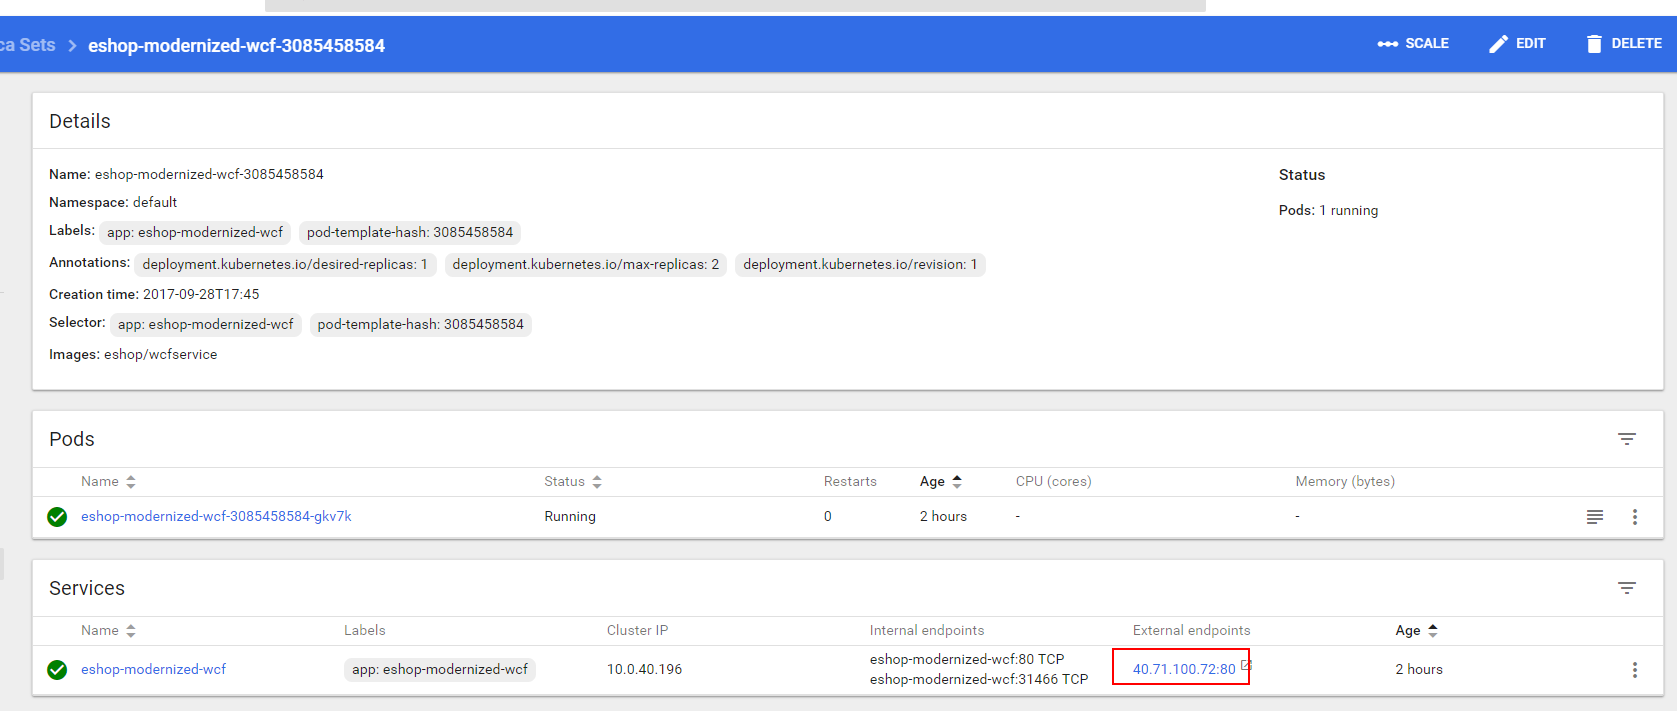 ca Sets > eshop-modernized-wcf-3085458584 SCALE EDIT DELETE
Details
Name: eshop-modernized-wcf-3085458584
Namespace: default
Labels: app: eshop-modernized-wcf pod-template-hash: 3085458584
Annotations: deployment.kubernetes.io/desired-replicas: 1 deployment.kubernetes.io/max-replicas: 2 deployment.kubernetes.io/revision: 1
Creation time: 2017-09-28T17:45
Selector: app: eshop-modernized-wcf pod-template-hash: 3085458584
Images: eshop/wcfservice
Status
Pods: 1 running
Pods
Name Status Restarts Age CPU (cores) Memory (bytes)
eshop-modernized-wcf-3085458584-gkv7k Running 0 2 hours - -
Services
Name Labels Cluster IP Internal endpoints External endpoints Age
eshop-modernized-wcf app: eshop-modernized-wcf 10.0.40.196 eshop-modernized-wcf:80 TCP 40.71.100.72:80 2 hours
eshop-modernized-wcf:31466 TCP